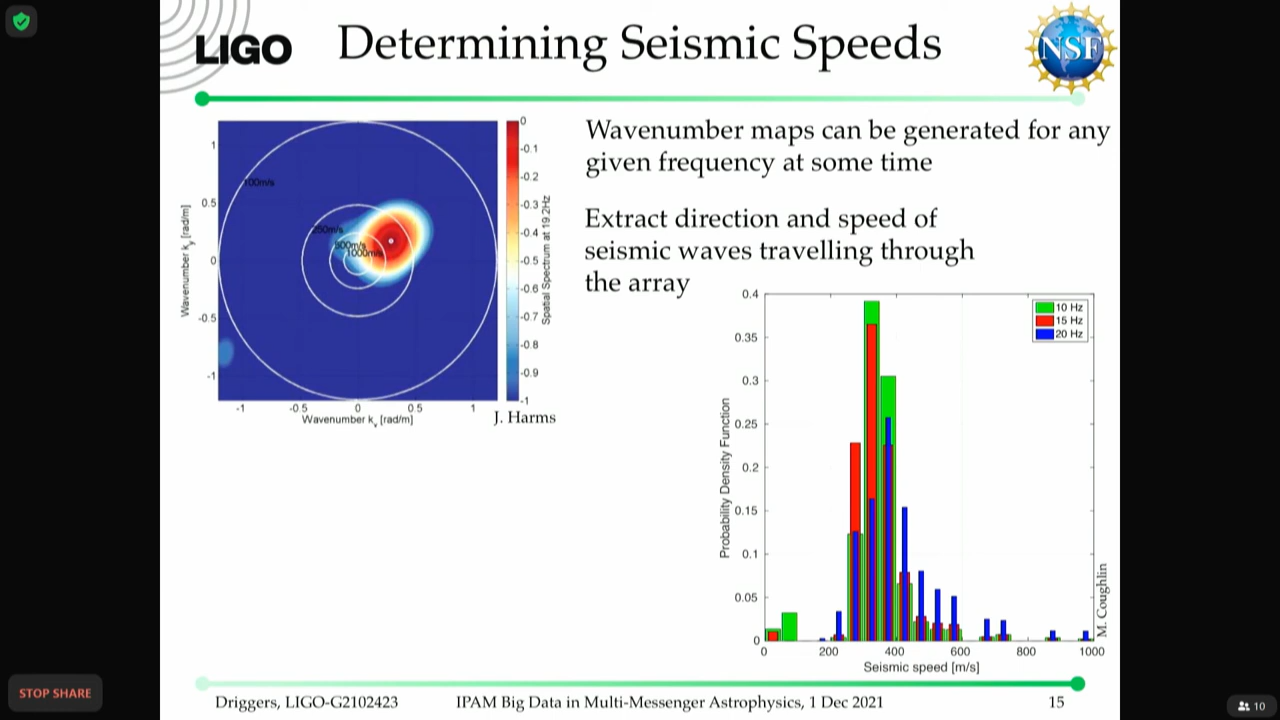 LIGO
Determining Seismic Speeds
NSF
Wavenumber maps can be generated for any
given frequency at some time
Extract direction and speed of
seismic waves travelling through
the array
Wavenumber k_y [rad/m]
1
0.5
0
-0.5
-1
100m/s
250m/s
500m/s
1000m/s
-1
-0.5
0
0.5
1
Wavenumber k_x [rad/m]
0
-0.1
-0.2
-0.3
-0.4
-0.5
-0.6
-0.7
-0.8
-0.9
-1
Spatial Spectrum at 19.2Hz
J. Harms
Probability Density Function
0.4
0.35
0.3
0.25
0.2
0.15
0.1
0.05
0
10 Hz
15 Hz
20 Hz
0
200
400
600
800
1000
Seismic speed [m/s]
M. Coughlin
STOP SHARE
Driggers, LIGO-G2102423
IPAM Big Data in Multi-Messenger Astrophysics, 1 Dec 2021
15
10